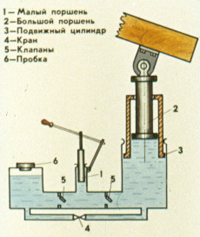 1—Малый поршень
2—Большой поршень
3—Подвижный цилиндр
4—Кран
5—Клапаны
6—Пробка
6
5
5
1
2
3
4